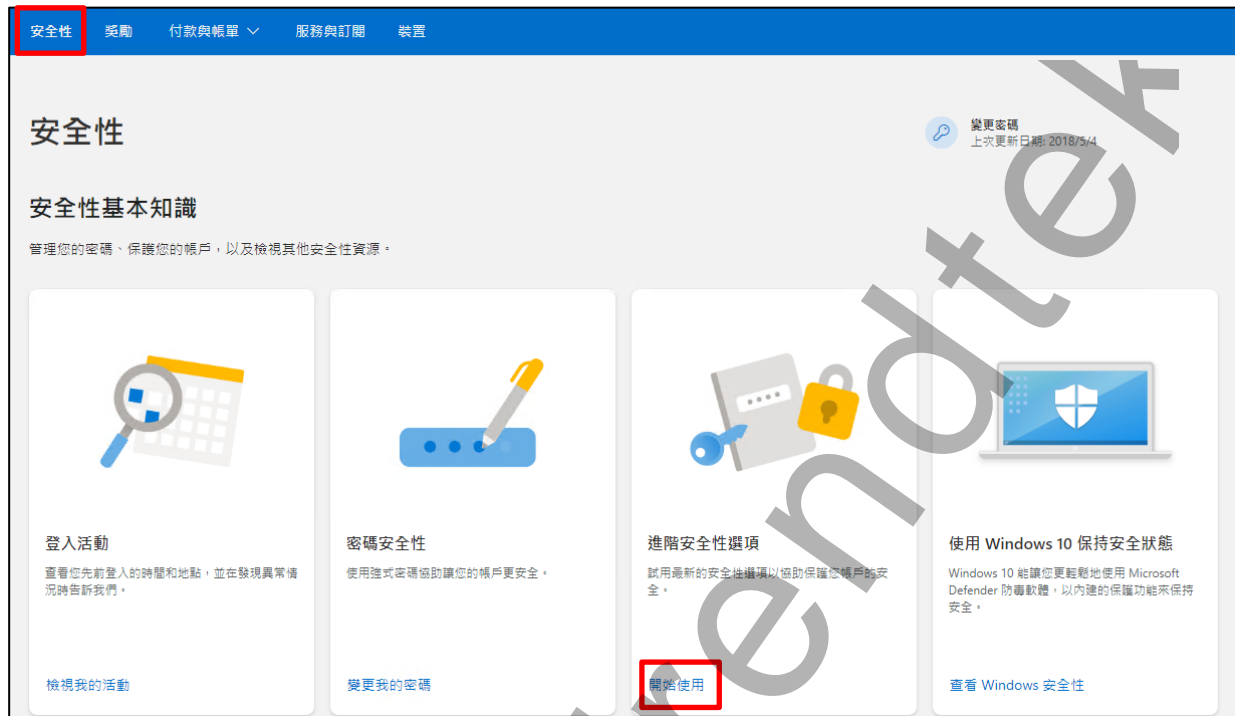 安全性 獎勵 付款與帳單 服務與訂閱 裝置
安全性
變更密碼
上次更新日期: 2018/5/4
安全性基本知識
管理您的密碼、保護您的帳戶，以及檢視其他安全性資源。
登入活動
查看您先前登入的時間和地點，並在發現異常情
況時告訴我們。
檢視我的活動
密碼安全性
使用強式密碼協助讓您的帳戶更安全。
變更我的密碼
進階安全性選項
試用最新的安全性選項以協助保護您帳戶的安
全。
開始使用
使用 Windows 10 保持安全狀態
Windows 10 能讓您更輕鬆地使用 Microsoft
Defender 防毒軟體，以內建的保護功能來保持
安全。
查看 Windows 安全性
rendtek